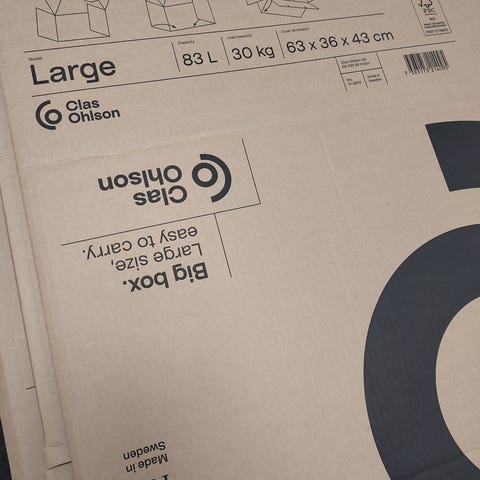 Model
Large
Capacity
83 L
Load capacity
30 kg
Outer dimension
63 x 36 x 43 cm
Made in
Sweden
FSC
Clas
Ohlson
Clas
Ohlson
Big box.
Large size,
easy to carry.
Made in
Sweden